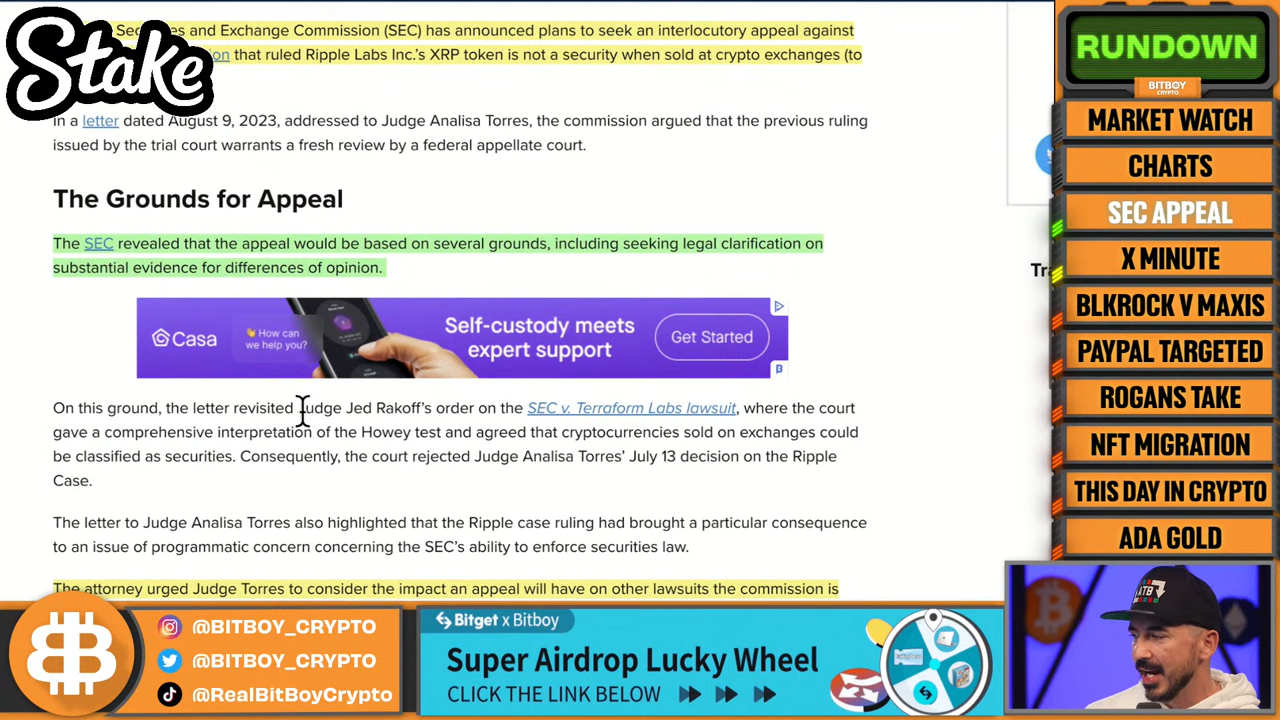 Stake
Sec es and Exchange Commission (SEC) has announced plans to seek an interlocutory appeal against
on that ruled Ripple Labs Inc.'s XRP token is not a security when sold at crypto exchanges (to
In a letter dated August 9, 2023, addressed to Judge Analisa Torres, the commission argued that the previous ruling
issued by the trial court warrants a fresh review by a federal appellate court.
The Grounds for Appeal
The SEC revealed that the appeal would be based on several grounds, including seeking legal clarification on
substantial evidence for differences of opinion.
Casa
How can
we help you?
Self-custody meets
expert support
Get Started
On this ground, the letter revisited Judge Jed Rakoff's order on the SEC v. Terraform Labs lawsuit, where the court
gave a comprehensive interpretation of the Howey test and agreed that cryptocurrencies sold on exchanges could
be classified as securities. Consequently, the court rejected Judge Analisa Torres' July 13 decision on the Ripple
Case.
The letter to Judge Analisa Torres also highlighted that the Ripple case ruling had brought a particular consequence
to an issue of programmatic concern concerning the SEC's ability to enforce securities law.
The attorney urged Judge Torres to consider the impact an appeal will have on other lawsuits the commission is
RUNDOWN
BITBOY
CRYPTO
MARKET WATCH
CHARTS
SEC APPEAL
X MINUTE
BLKROCK V MAXIS
PAYPAL TARGETED
ROGANS TAKE
NFT MIGRATION
THIS DAY IN CRYPTO
ADA GOLD
@BITBOY_CRYPTO
@BITBOY_CRYPTO
@RealBitBoyCrypto
Bitget x Bitboy
Super Airdrop Lucky Wheel
CLICK THE LINK BELOW
ATB